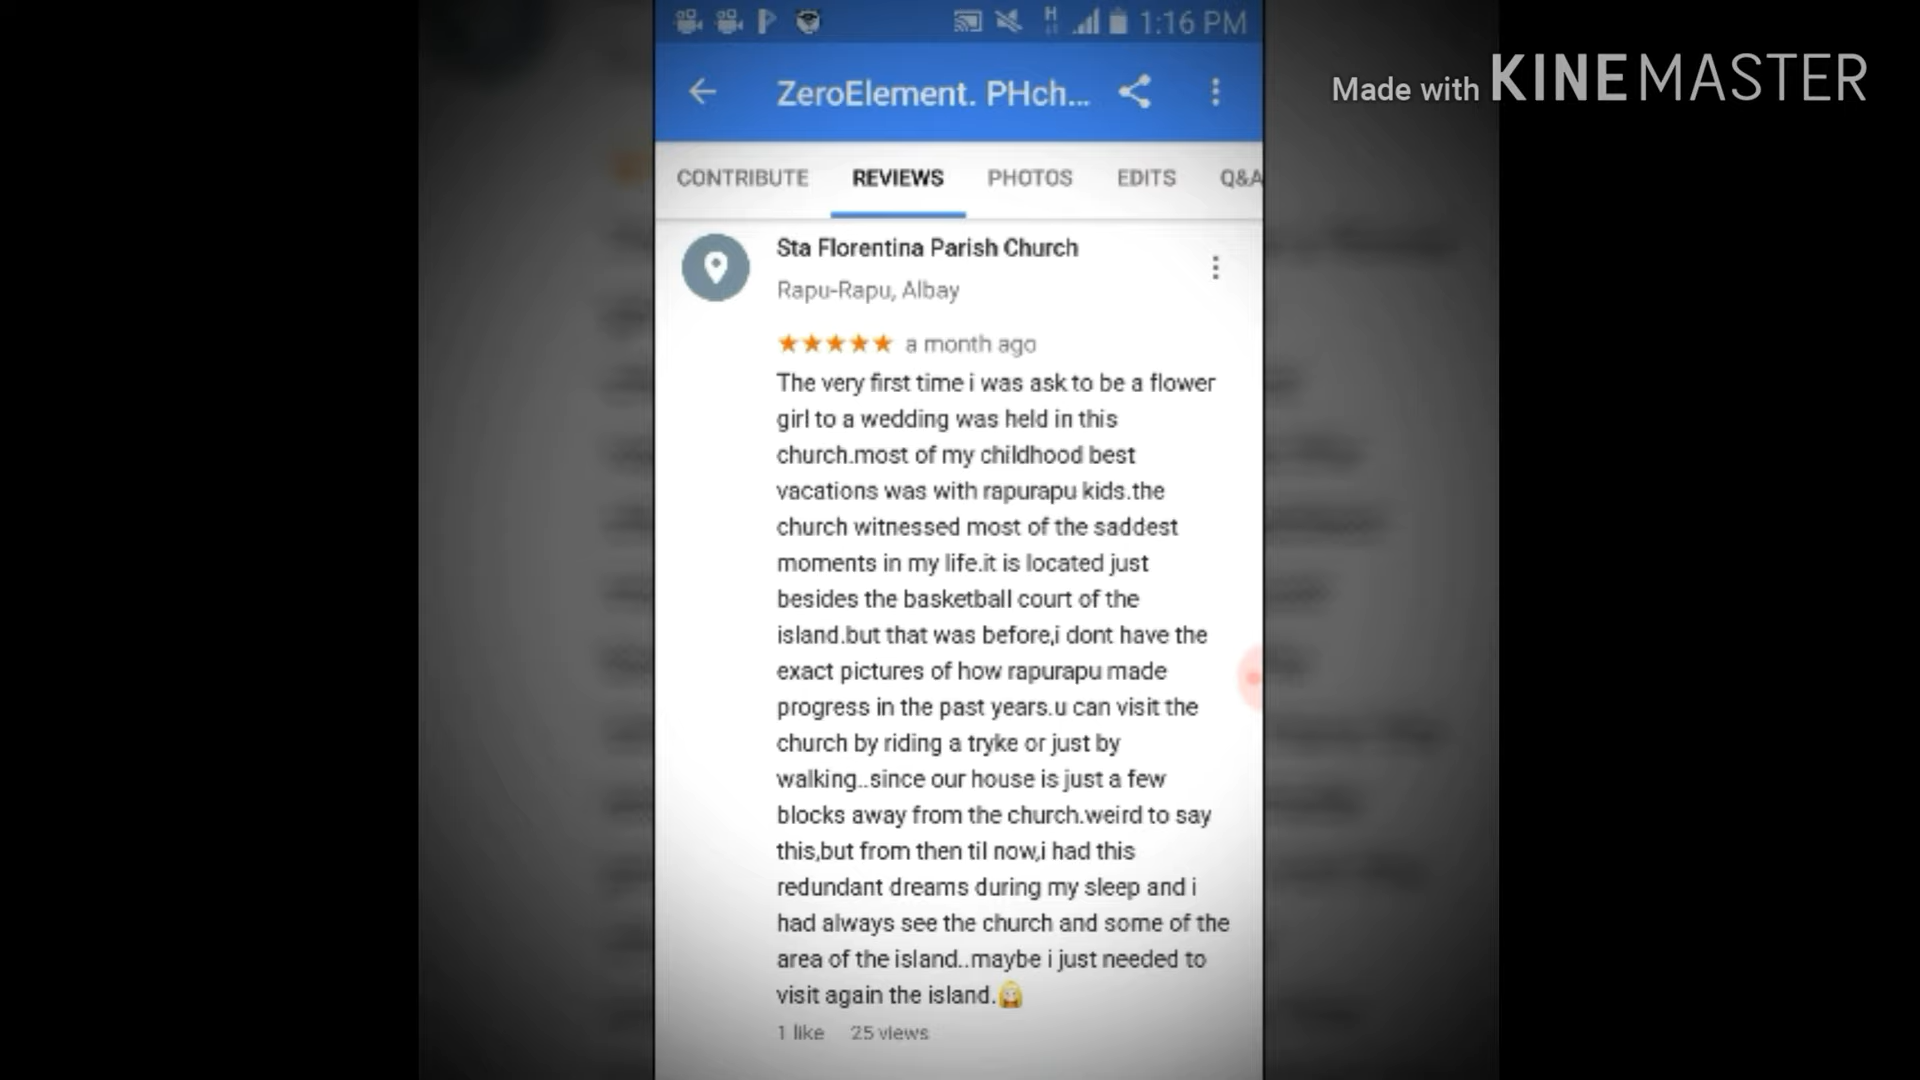 1:16 PM
Made with KINEMASTER
ZeroElement. PHch...
CONTRIBUTE REVIEWS PHOTOS EDITS Q&A
Sta Florentina Parish Church
Rapu-Rapu, Albay
a month ago
The very first time i was ask to be a flower
girl to a wedding was held in this
church.most of my childhood best
vacations was with rapurapu kids.the
church witnessed most of the saddest
moments in my life.it is located just
besides the basketball court of the
island.but that was before,i dont have the
exact pictures of how rapurapu made
progress in the past years.u can visit the
church by riding a tryke or just by
walking..since our house is just a few
blocks away from the church.weird to say
this,but from then til now,i had this
redundant dreams during my sleep and i
had always see the church and some of the
area of the island..maybe i just needed to
visit again the island.
1 like 25 views